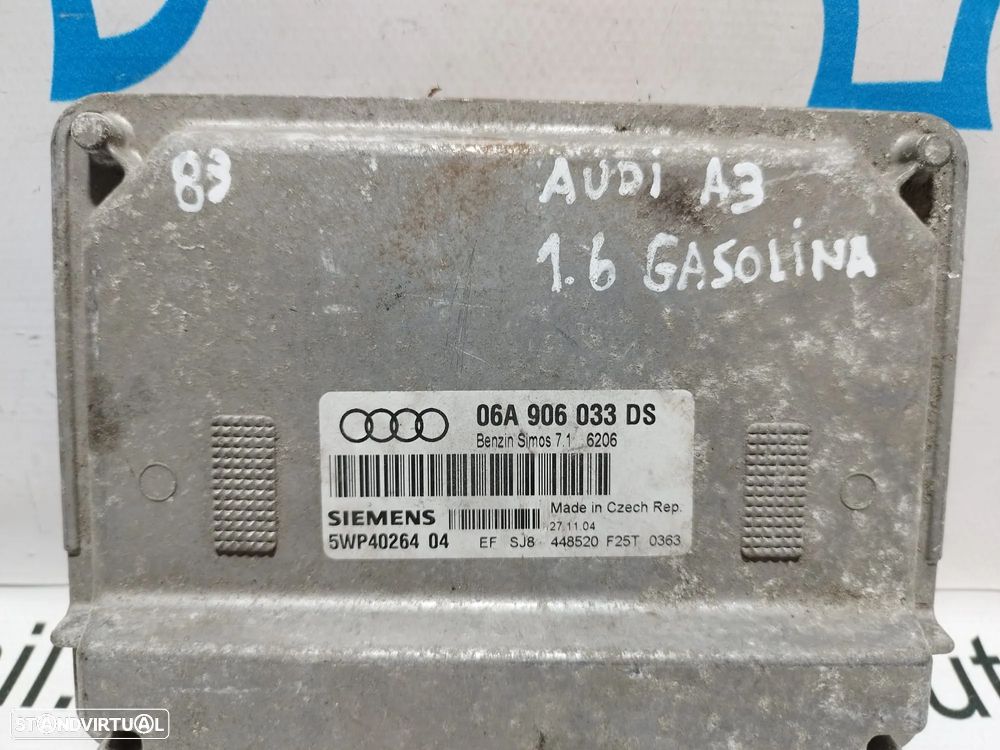 83
AUDI A3
1.6 GASOLINA
06A 906 033 DS
Benzin Simos 7.1 6206
SIEMENS
Made in Czech Rep.
27.11.04
5WP40264 04
EF SJ8 448520 F25T 0363
STANDVIRTUAL